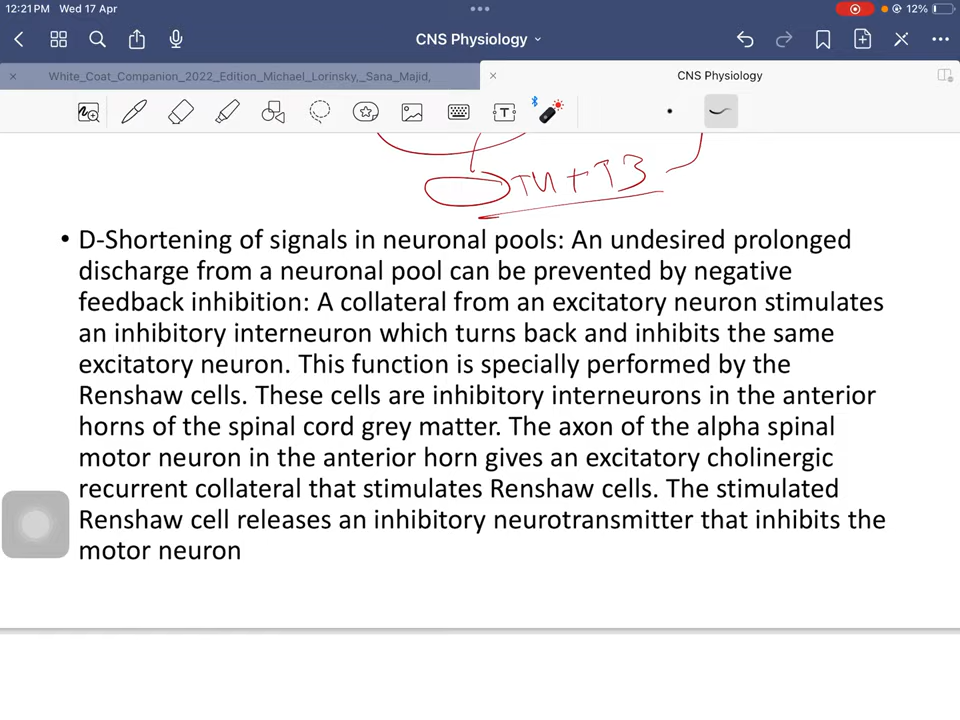 12:21 PM Wed 17 Apr
12%
CNS Physiology
White_Coat_Companion_2022_Edition_Michael_Lorinsky,_Sana_Majid,
CNS Physiology
T4 + T3
• D-Shortening of signals in neuronal pools: An undesired prolonged
discharge from a neuronal pool can be prevented by negative
feedback inhibition: A collateral from an excitatory neuron stimulates
an inhibitory interneuron which turns back and inhibits the same
excitatory neuron. This function is specially performed by the
Renshaw cells. These cells are inhibitory interneurons in the anterior
horns of the spinal cord grey matter. The axon of the alpha spinal
motor neuron in the anterior horn gives an excitatory cholinergic
recurrent collateral that stimulates Renshaw cells. The stimulated
Renshaw cell releases an inhibitory neurotransmitter that inhibits the
motor neuron